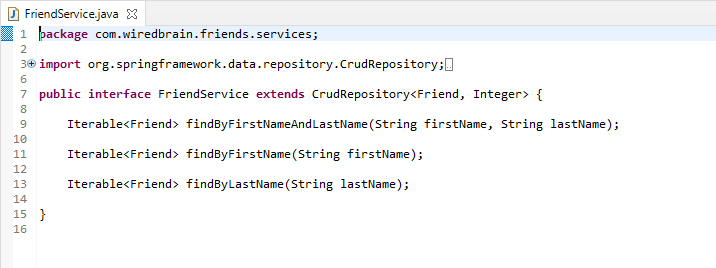 FriendService.java
1 package com.wiredbrain.friends.services;
2
3 import org.springframework.data.repository.CrudRepository;
6
7 public interface FriendService extends CrudRepository<Friend, Integer> {
8
9 Iterable<Friend> findByFirstNameAndLastName(String firstName, String lastName);
10
11 Iterable<Friend> findByFirstName(String firstName);
12
13 Iterable<Friend> findByLastName(String lastName);
14
15 }
16